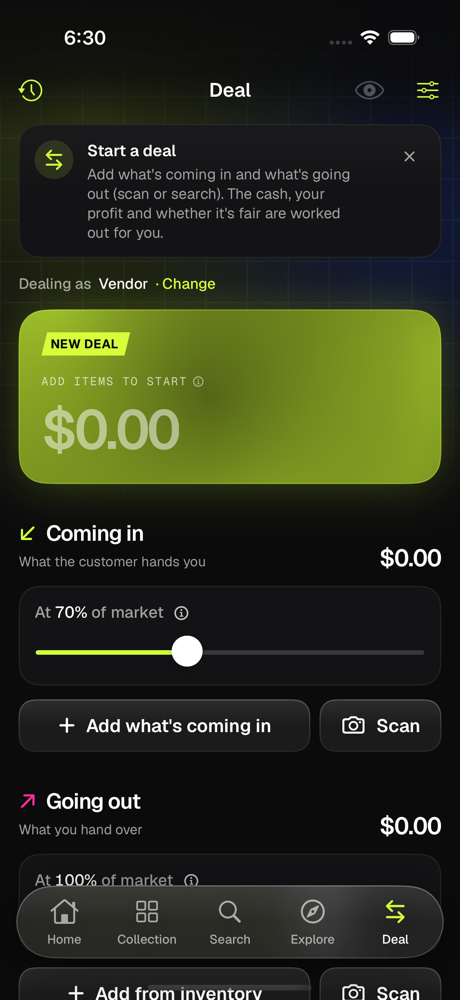 6:30
Deal
Start a deal
Add what's coming in and what's going
out (scan or search). The cash, your
profit and whether it's fair are worked
out for you.
Dealing as Vendor · Change
NEW DEAL
ADD ITEMS TO START
$0.00
Coming in
What the customer hands you
$0.00
At 70% of market
Add what's coming in
Scan
Going out
What you hand over
$0.00
At 100% of market
Home
Collection
Search
Explore
Deal
Add from inventory
Scan